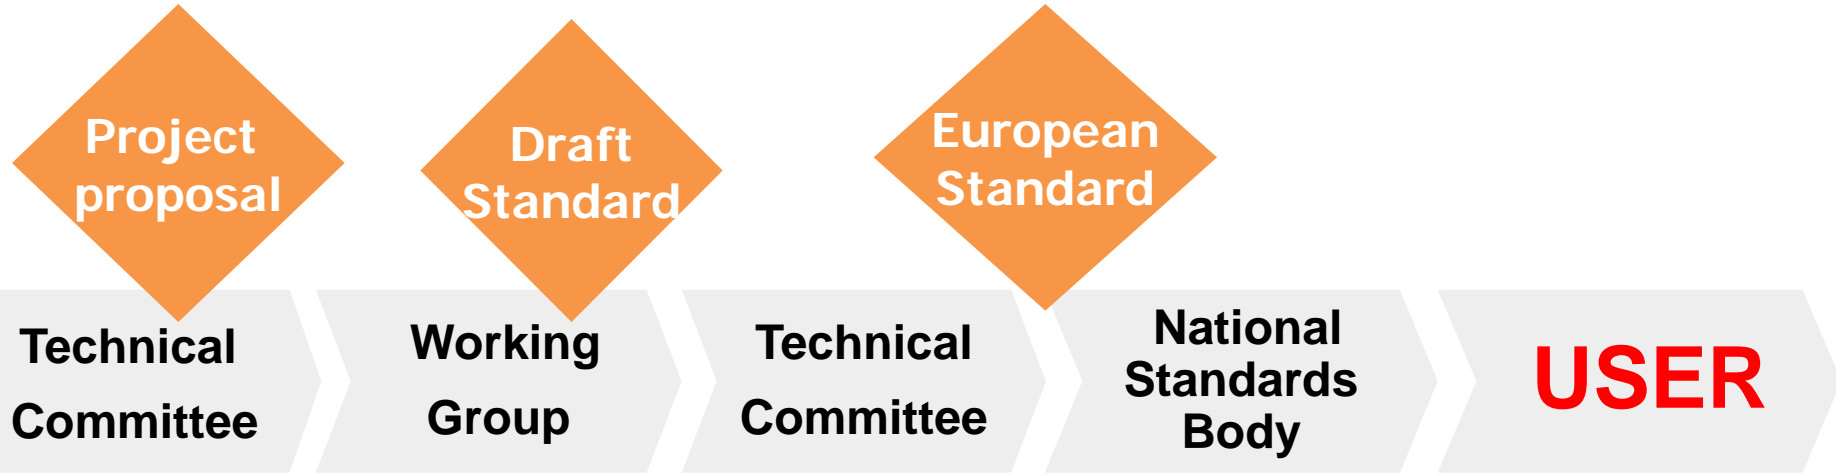 Project
proposal
Draft
Standard
European
Standard
Technical
Committee
Working
Group
Technical
Committee
National
Standards
Body
USER